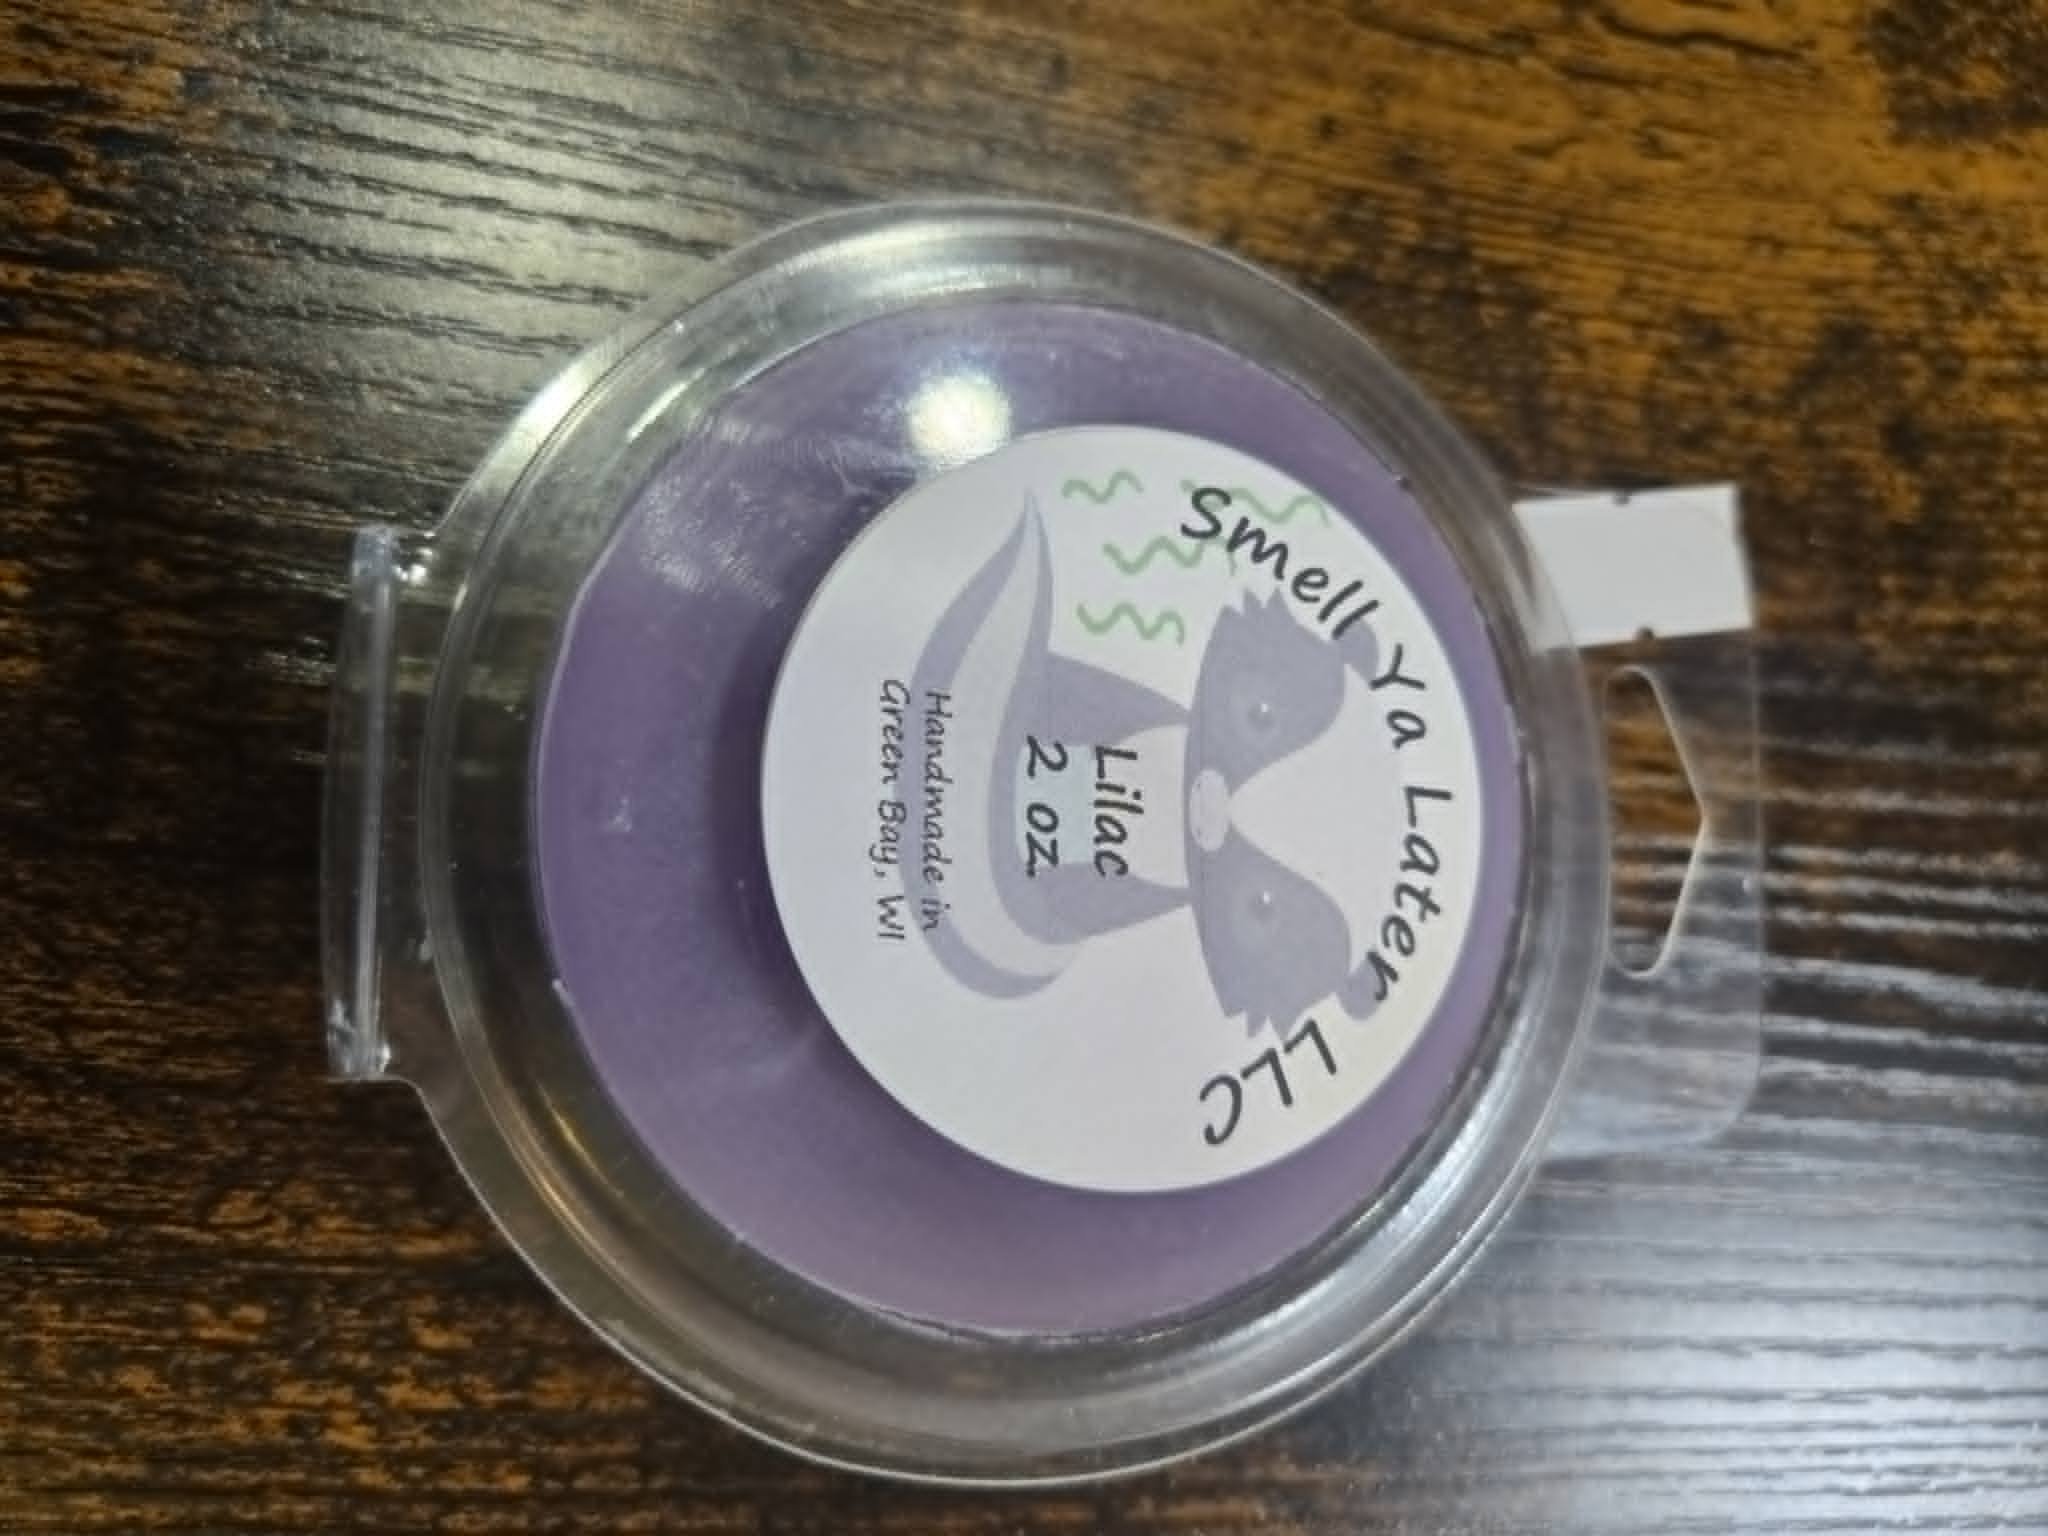 Smell Ya Later LLC
Lilac
2 oz.
Handmade in
Green Bay, WI